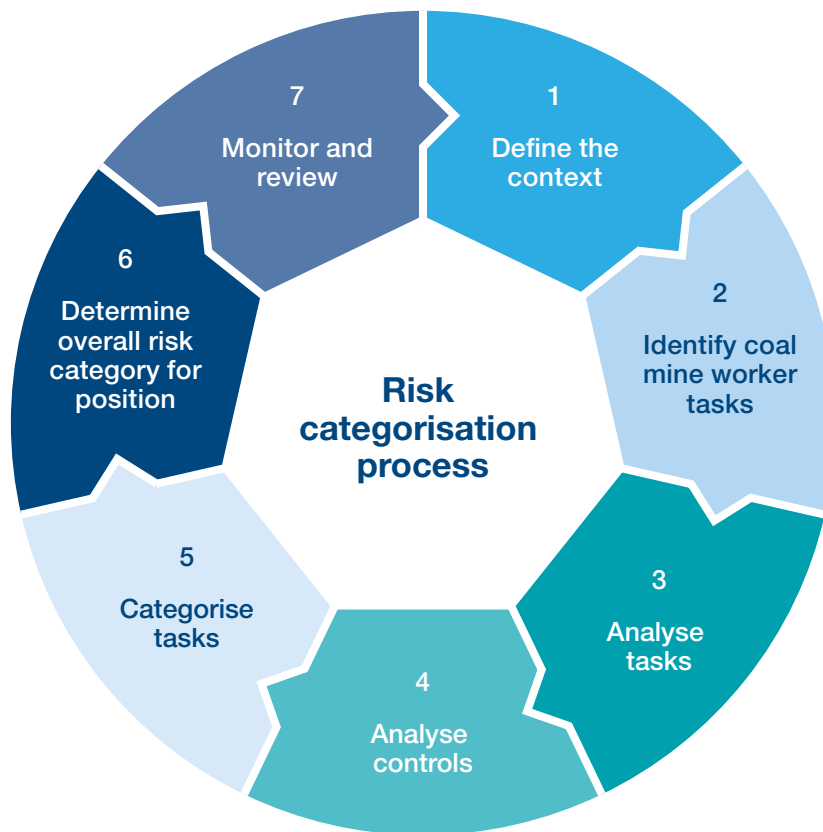 Risk
categorisation
process
1
Define the
context
2
Identify coal
mine worker
tasks
3
Analyse
tasks
4
Analyse
controls
5
Categorise
tasks
6
Determine
overall risk
category for
position
7
Monitor and
review